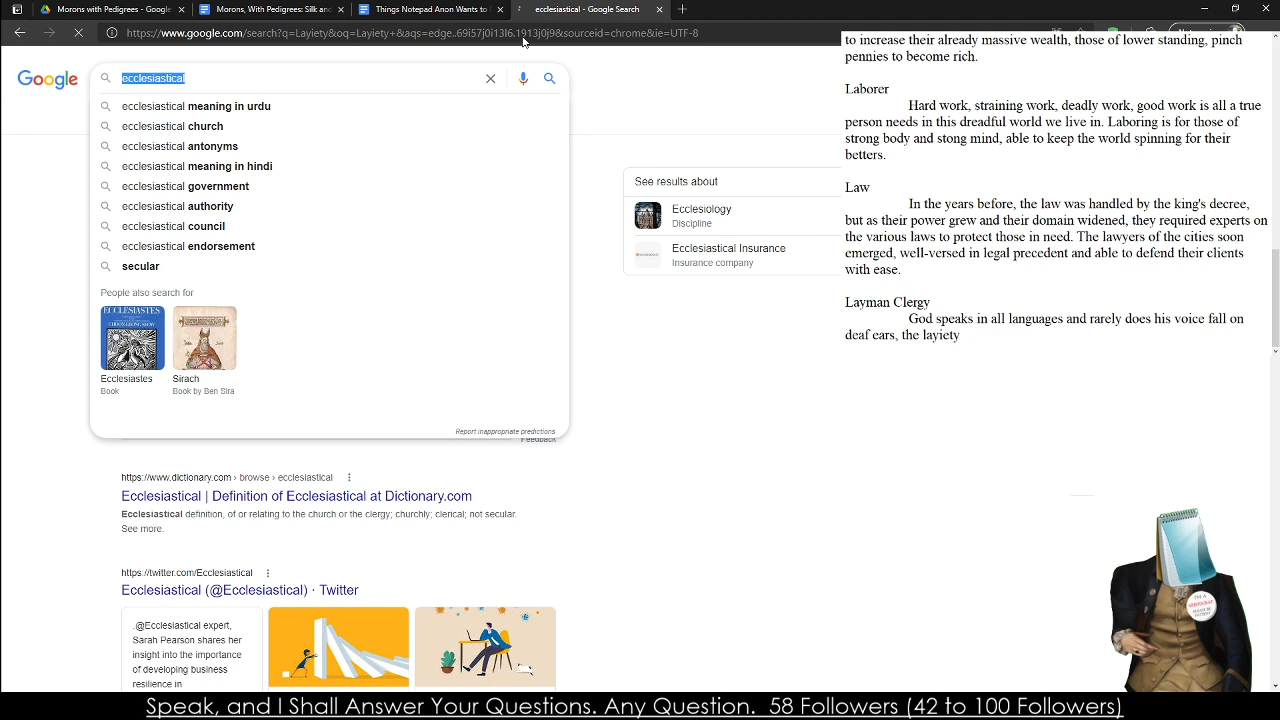 Morons with Pedigrees - Google
Morons, With Pedigrees: Silk and
Things Notepad Anon Wants to
ecclesiastical - Google Search
https://www.google.com/search?q=Layiety&oq=Layiety+&aqs=edge..69i57j0i13l6.1913j0j9&sourceid=chrome&ie=UTF-8
Google
ecclesiastical
ecclesiastical meaning in urdu
ecclesiastical church
ecclesiastical antonyms
ecclesiastical meaning in hindi
ecclesiastical government
ecclesiastical authority
ecclesiastical council
ecclesiastical endorsement
secular
People also search for
ECCLESIASTES
Ecclesiastes
Book
Sirach
Book by Ben Sira
Report inappropriate predictions
Feedback
See results about
Ecclesiology
Discipline
Ecclesiastical Insurance
Insurance company
https://www.dictionary.com › browse › ecclesiastical
Ecclesiastical | Definition of Ecclesiastical at Dictionary.com
Ecclesiastical definition, of or relating to the church or the clergy; churchly; clerical; not secular.
See more.
https://twitter.com/Ecclesiastical
Ecclesiastical (@Ecclesiastical) · Twitter
.@Ecclesiastical expert,
Sarah Pearson shares her
insight into the importance
of developing business
resilience in
to increase their already massive wealth, those of lower standing, pinch
pennies to become rich.
Laborer
Hard work, straining work, deadly work, good work is all a true
person needs in this dreadful world we live in. Laboring is for those of
strong body and stong mind, able to keep the world spinning for their
betters.
Law
In the years before, the law was handled by the king's decree,
but as their power grew and their domain widened, they required experts on
the various laws to protect those in need. The lawyers of the cities soon
emerged, well-versed in legal precedent and able to defend their clients
with ease.
Layman Clergy
God speaks in all languages and rarely does his voice fall on
deaf ears, the layiety
I'M A
ARISTOCRAT
Speak, and I Shall Answer Your Questions. Any Question.  58 Followers (42 to 100 Followers)